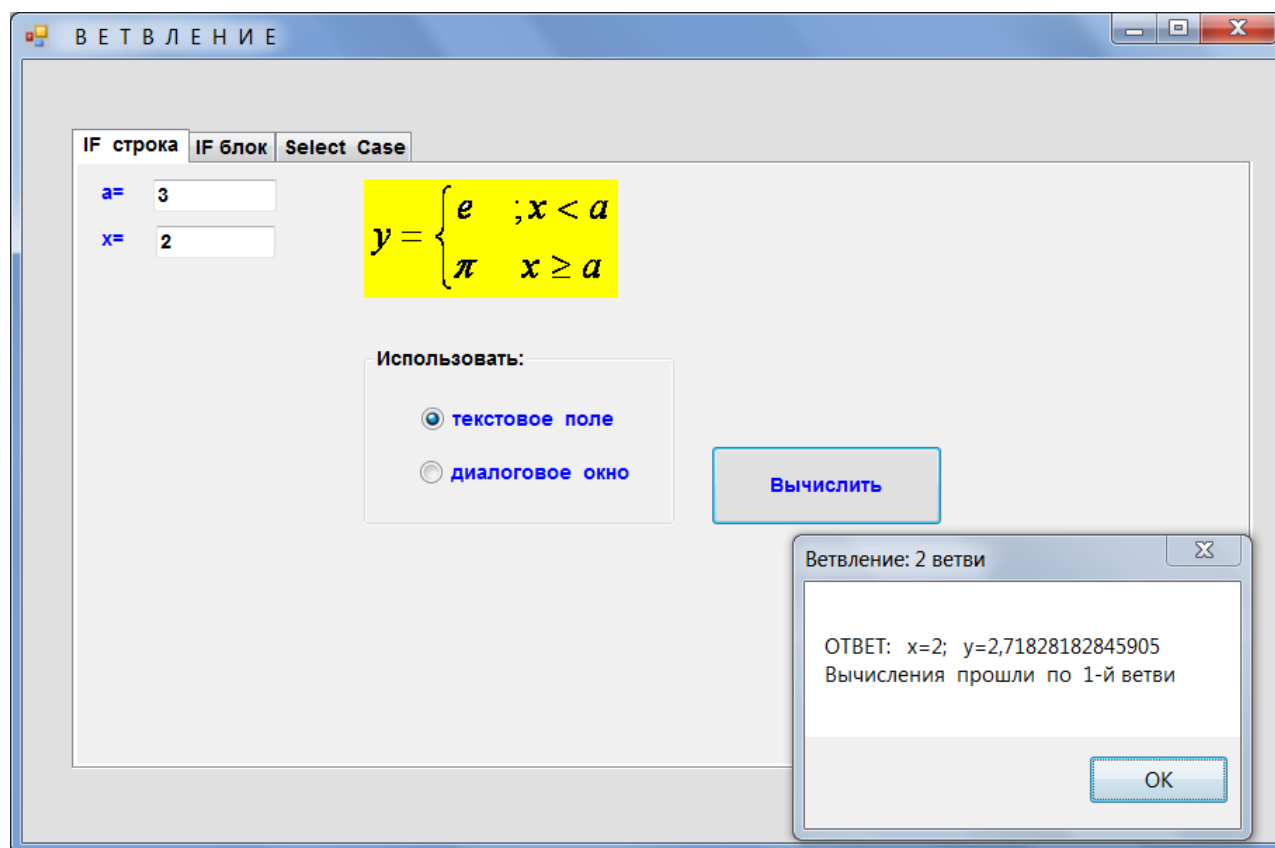 ВЕТВЛЕНИЕ
IF строка IF блок Select Case
a= 3
x= 2
y = { e ; x < a
π x ≥ a
Использовать:
текстовое поле
диалоговое окно
Вычислить
Ветвление: 2 ветви
ОТВЕТ: x=2; y=2,71828182845905
Вычисления прошли по 1-й ветви
OK